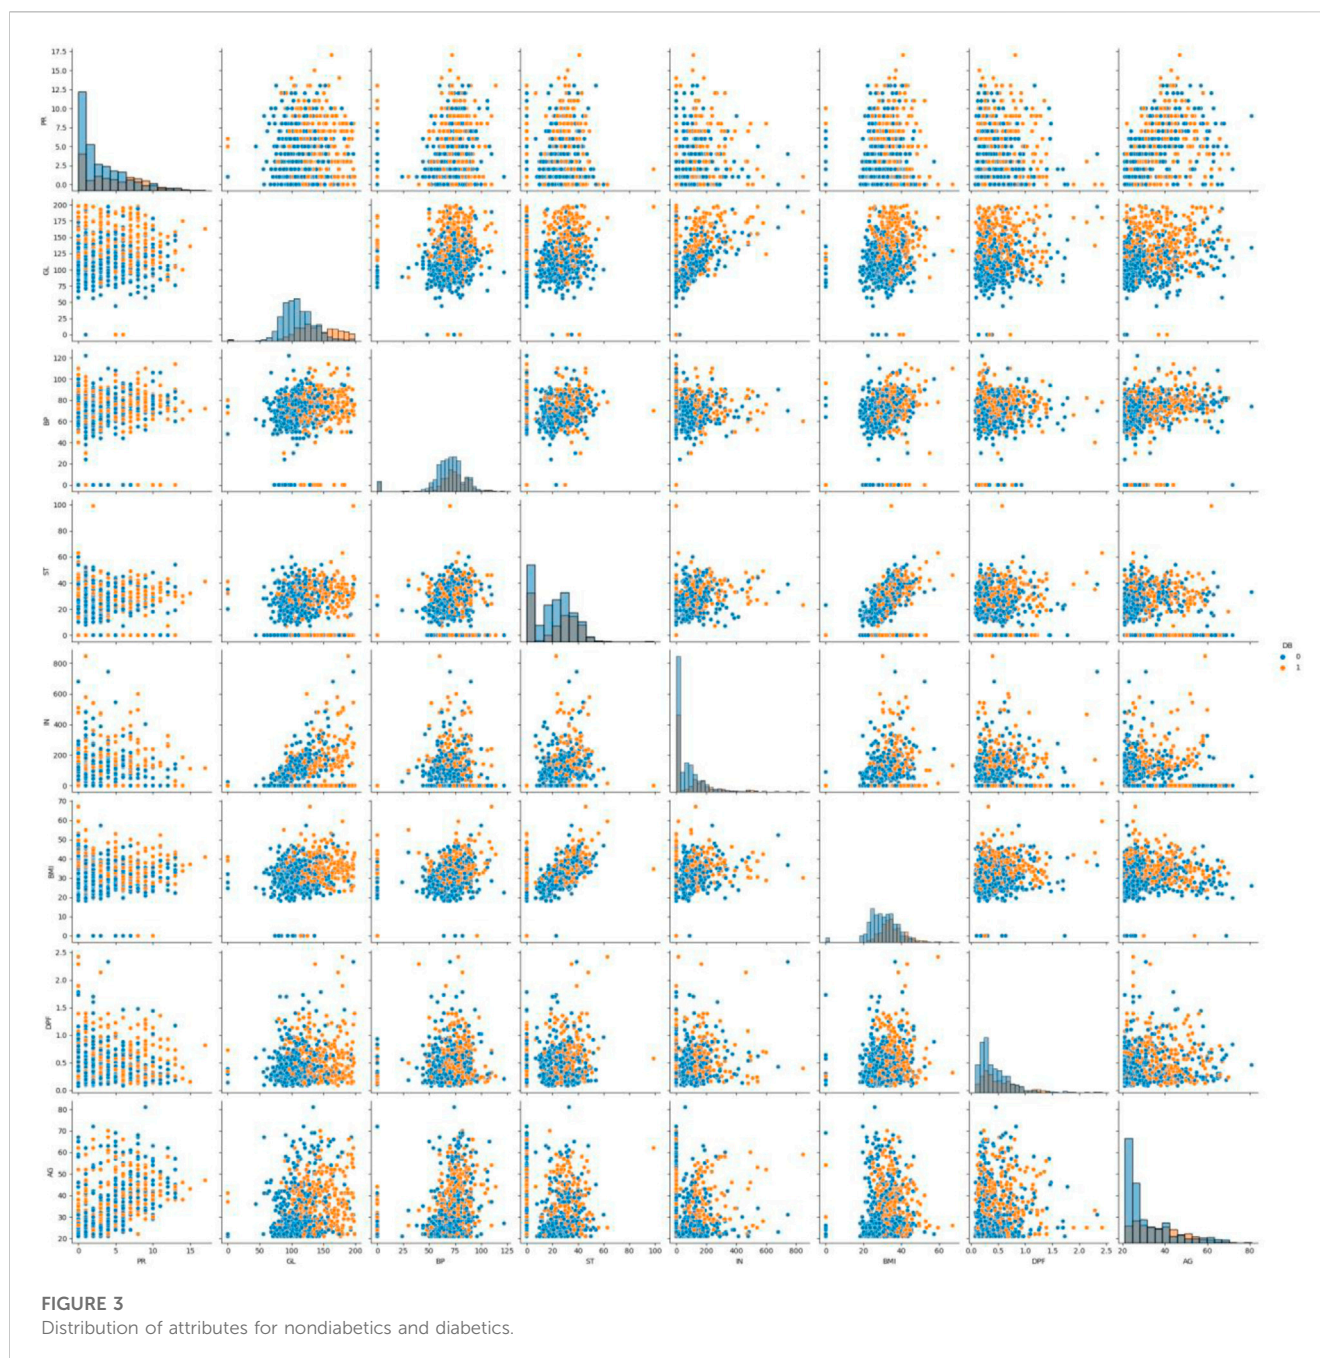 17.5
15.0
12.5
10.0
7.5
5.0
2.5
0.0
PR
200
175
150
125
100
75
50
25
0
GL
120
100
80
60
40
20
0
BP
100
80
60
40
20
0
ST
800
600
400
200
0
IN
DB
0
1
70
60
50
40
30
20
10
0
BMI
2.5
2.0
1.5
1.0
0.5
0.0
DPF
80
70
60
50
40
30
20
AG
0 5 10 15
0 50 100 150 200
0 25 50 75 100 125
0 20 40 60 80 100
0 200 400 600 800
0 20 40 60
0.0 0.5 1.0 1.5 2.0 2.5
20 40 60 80
PR GL BP ST IN BMI DPF AG
FIGURE 3
Distribution of attributes for nondiabetics and diabetics.